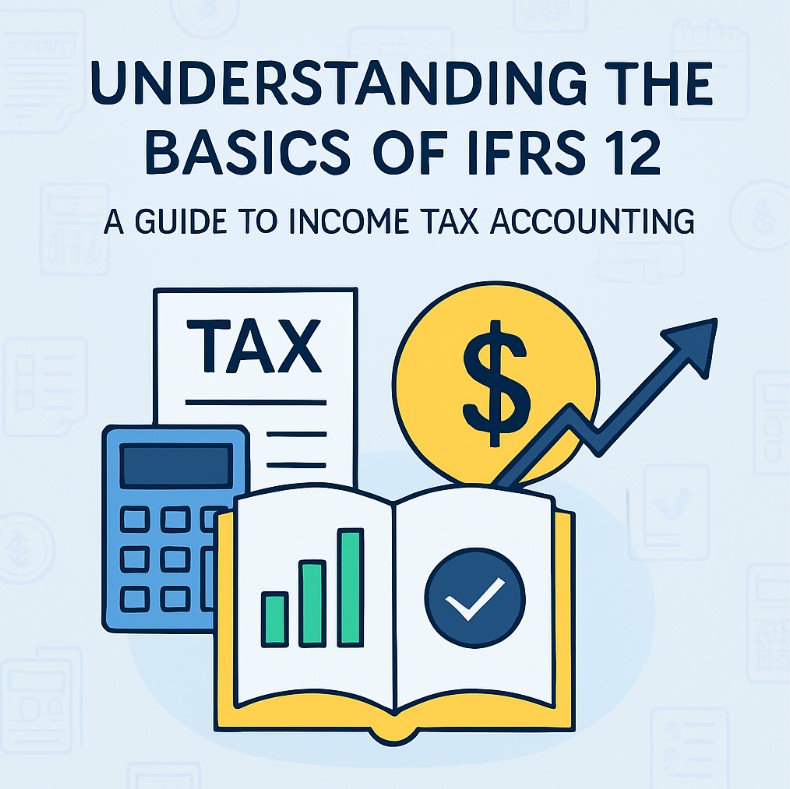 UNDERSTANDING THE
BASICS OF IFRS 12
A GUIDE TO INCOME TAX ACCOUNTING
TAX
$